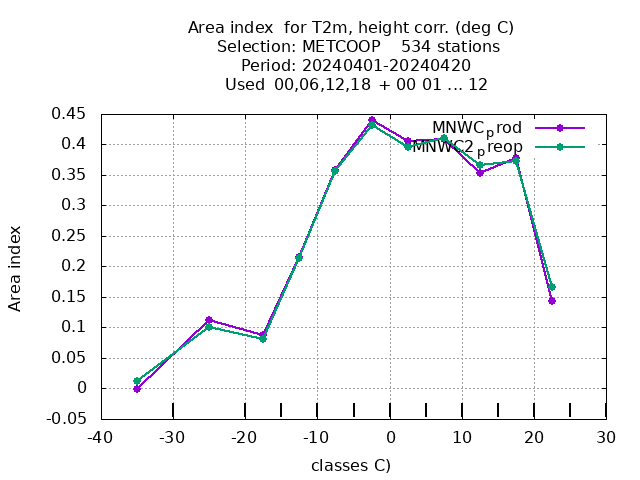 Area index  for T2m, height corr. (deg C)
Selection: METCOOP    534 stations
Period: 20240401-20240420
Used  00,06,12,18 + 00 01 ... 12
0.45
0.4
0.35
0.3
0.25
0.2
0.15
0.1
0.05
0
-0.05
Area index
MNWCprod
MNWC2preop
-40 -30 -20 -10 0 10 20 30
classes C)